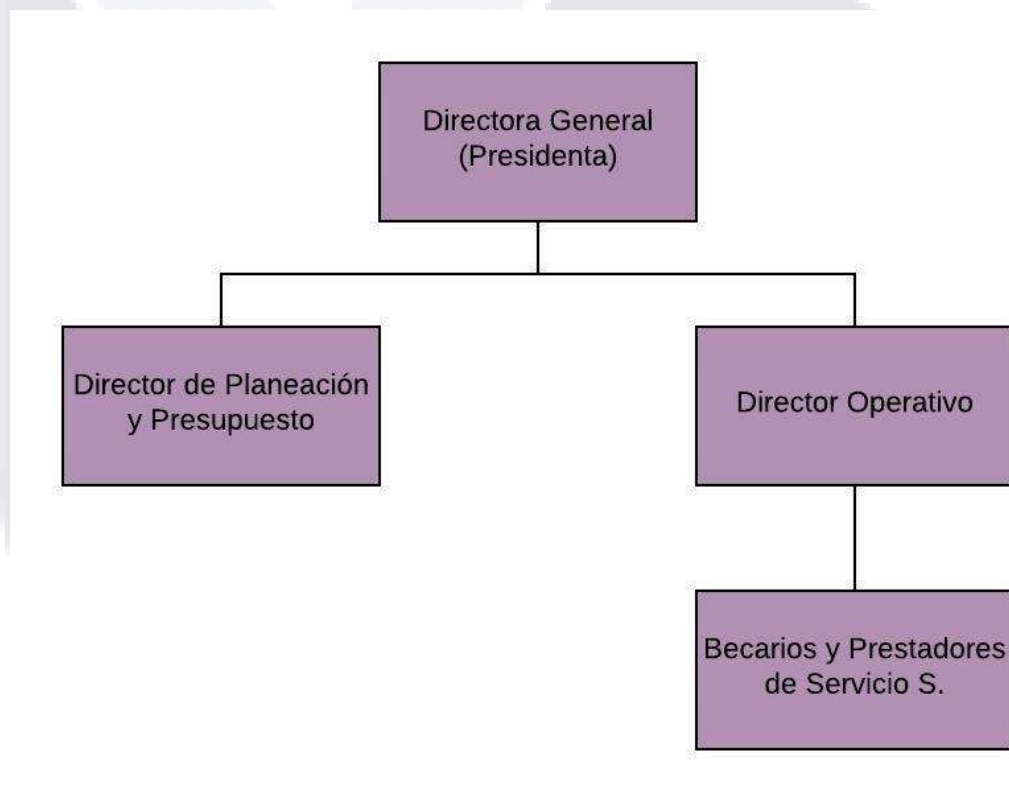 Directora General
(Presidenta)
Director de Planeación
y Presupuesto
Director Operativo
Becarios y Prestadores
de Servicio S.